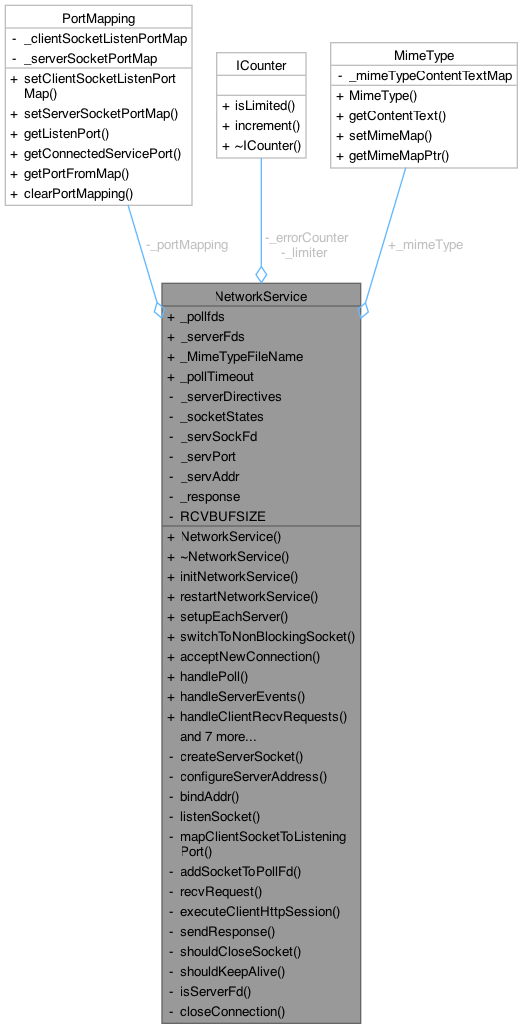 PortMapping
- _clientSocketListenPortMap
- _serverSocketPortMap
+ setClientSocketListenPort
Map()
+ setServerSocketPortMap()
+ getListenPort()
+ getConnectedServicePort()
+ getPortFromMap()
+ clearPortMapping()
ICounter
+ isLimited()
+ increment()
+ ~ICounter()
MimeType
- _mimeTypeContentTextMap
+ MimeType()
+ getContentText()
+ setMimeMap()
+ getMimeMapPtr()
-_portMapping
-_errorCounter
-_limiter
+_mimeType
NetworkService
+ _pollfds
+ _serverFds
+ _MimeTypeFileName
+ _pollTimeout
- _serverDirectives
- _socketStates
- _servSockFd
- _servPort
- _servAddr
- _response
- RCVBUFSIZE
+ NetworkService()
+ ~NetworkService()
+ initNetworkService()
+ restartNetworkService()
+ setupEachServer()
+ switchToNonBlockingSocket()
+ acceptNewConnection()
+ handlePoll()
+ handleServerEvents()
+ handleClientRecvRequests()
and 7 more...
- createServerSocket()
- configureServerAddress()
- bindAddr()
- listenSocket()
- mapClientSocketToListening
Port()
- addSocketToPollFd()
- recvRequest()
- executeClientHttpSession()
- sendResponse()
- shouldCloseSocket()
- shouldKeepAlive()
- isServerFd()
- closeConnection()